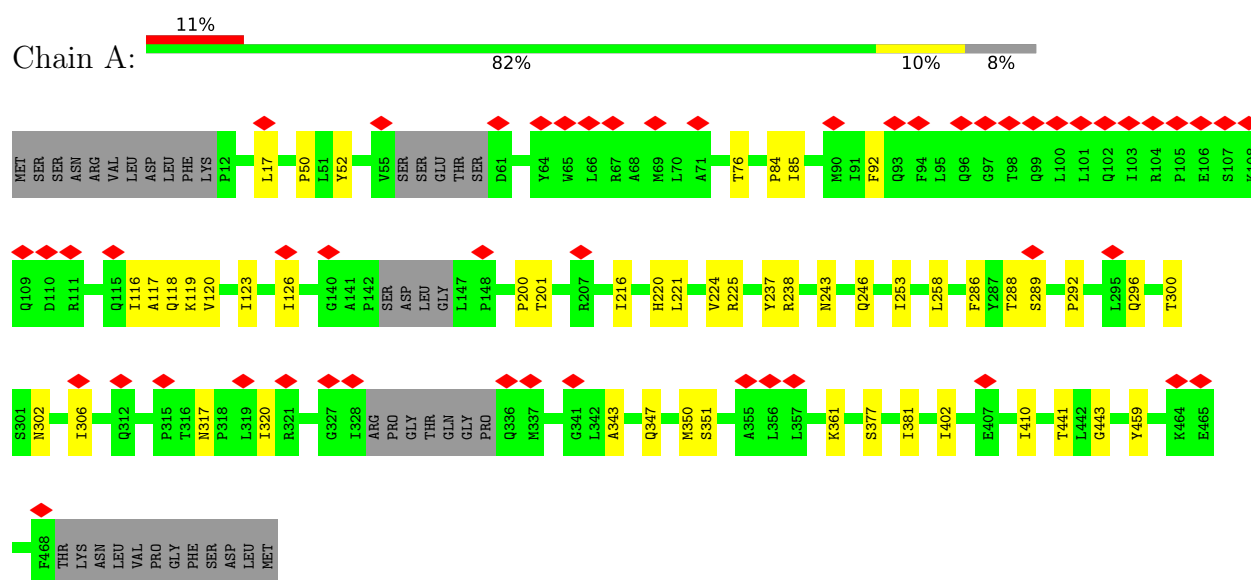 11%
Chain A:
82% 10% 8%
MET SER SER ASN ARG VAL LEU ASP LEU PHE LYS P12 L17 P50 L51 Y52 V55 SER SER GLU THR SER D61 Y64 W65 L66 R67 A68 M69 L70 A71 T76 P84 I85 M90 I91 F92 Q93 F94 L95 Q96 G97 T98 Q99 L100 L101 Q102 I103 R104 P105 E106 S107 K108
Q109 D110 R111 Q115 I116 A117 Q118 K119 V120 I123 I126 G140 A141 P142 SER ASP LEU GLY L147 P148 P200 T201 R207 I216 H220 L221 V224 R225 Y237 R238 N243 Q246 I253 L258 F286 Y287 T288 S289 P292 L295 Q296 T300
S301 N302 I306 Q312 P315 T316 N317 P318 L319 I320 R321 G327 I328 ARG PRO GLY THR GLN GLY PRO Q336 M337 G341 L342 A343 Q347 M350 S351 A355 L356 L357 K361 S377 I381 I402 E407 I410 T441 L442 G443 Y459 K464 E465
F468 THR LYS ASN LEU VAL PRO GLY PHE SER ASP LEU MET